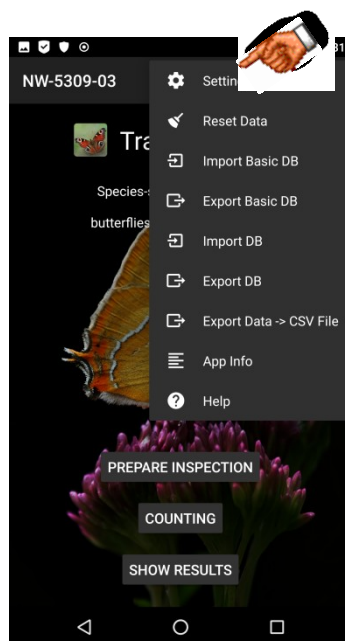 NW-5309-03
Reset Data
Import Basic DB
Export Basic DB
Import DB
Export DB
Export Data -> CSV File
App Info
Help
butterflies
PREPARE INSPECTION
COUNTING
SHOW RESULTS